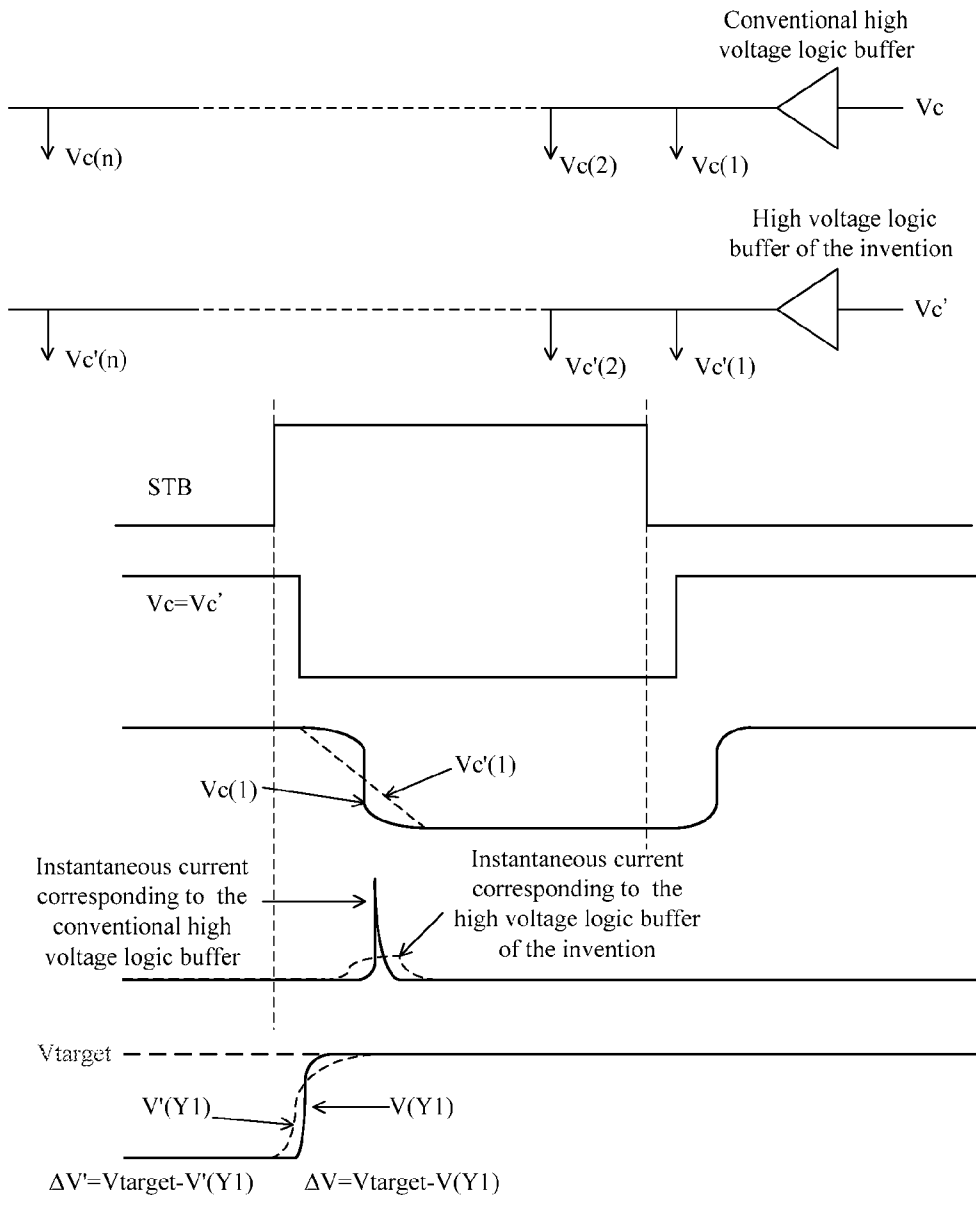 Conventional high
voltage logic buffer
Vc
Vc(n)
Vc(2)
Vc(1)
High voltage logic
buffer of the invention
Vc’
Vc'(n)
Vc'(2)
Vc'(1)
STB
Vc=Vc’
Vc'(1)
Vc(1)
Instantaneous current
corresponding to the
conventional high
voltage logic buffer
Instantaneous current
corresponding to the
high voltage logic buffer
of the invention
Vtarget
V'(Y1)
V(Y1)
ΔV'=Vtarget-V'(Y1)
ΔV=Vtarget-V(Y1)